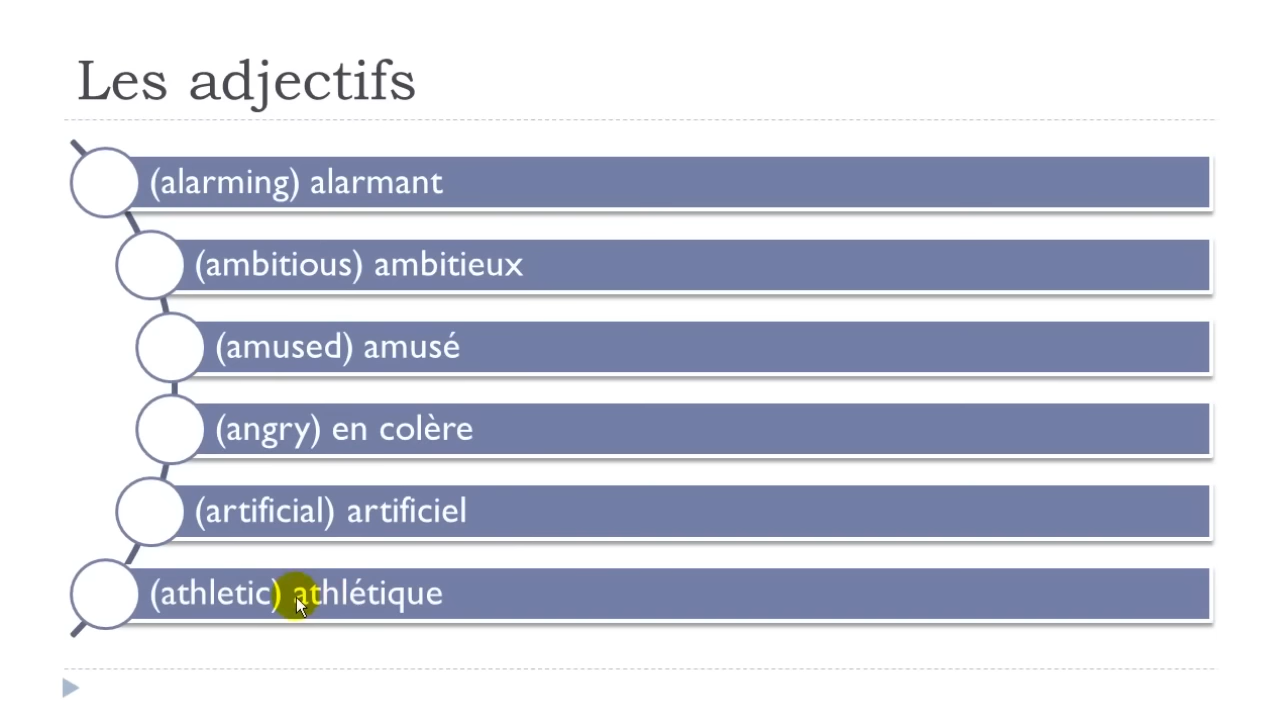 Les adjectifs
(alarming) alarmant
(ambitious) ambitieux
(amused) amusé
(angry) en colère
(artificial) artificiel
(athletic) athlétique